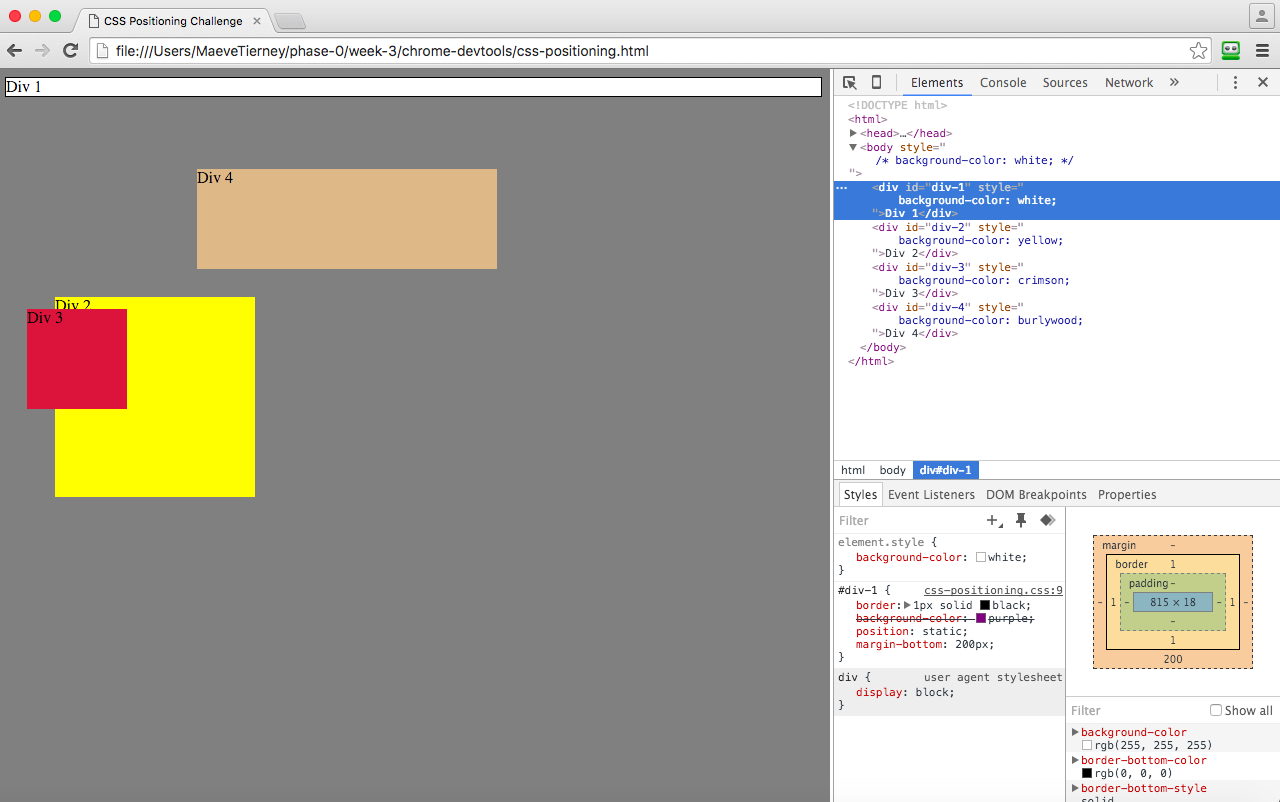 CSS Positioning Challenge
file:///Users/MaeveTierney/phase-0/week-3/chrome-devtools/css-positioning.html
Div 1
Div 4
Div 2
Div 3
Elements Console Sources Network »
<!DOCTYPE html>
<html>
<head>…</head>
<body style="
/* background-color: white; */
">
<div id="div-1" style="
background-color: white;
">Div 1</div>
<div id="div-2" style="
background-color: yellow;
">Div 2</div>
<div id="div-3" style="
background-color: crimson;
">Div 3</div>
<div id="div-4" style="
background-color: burlywood;
">Div 4</div>
</body>
</html>
html body div#div-1
Styles Event Listeners DOM Breakpoints Properties
Filter
element.style {
background-color: white;
}
#div-1 { css-positioning.css:9
border: 1px solid black;
background-color: purple;
position: static;
margin-bottom: 200px;
}
div { user agent stylesheet
display: block;
}
margin -
border 1
padding -
- 1 - 815 × 18 - 1 -
-
1
200
Filter Show all
background-color
rgb(255, 255, 255)
border-bottom-color
rgb(0, 0, 0)
border-bottom-style
solid